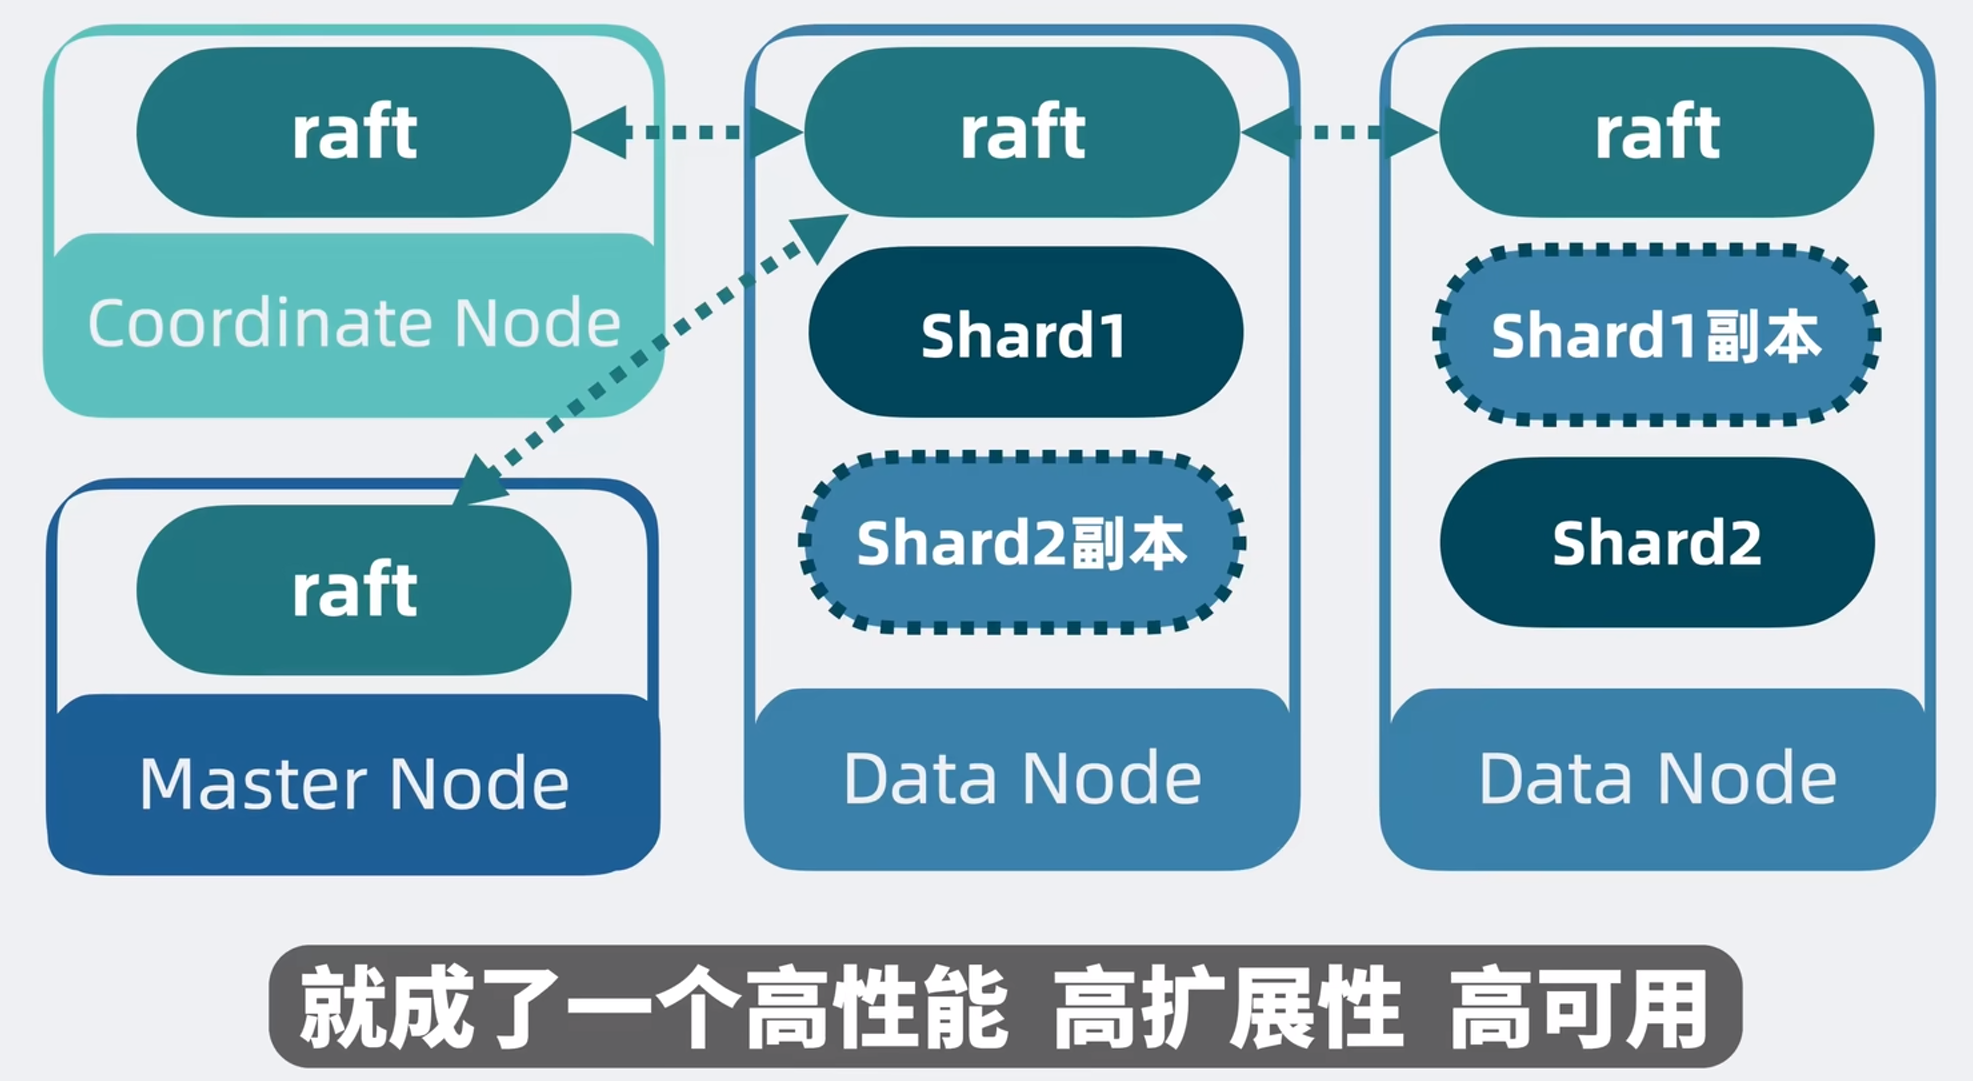 raft
Coordinate Node
raft
Master Node
raft
Shard1
Shard2副本
Data Node
raft
Shard1副本
Shard2
Data Node
就成了一个高性能 高扩展性 高可用